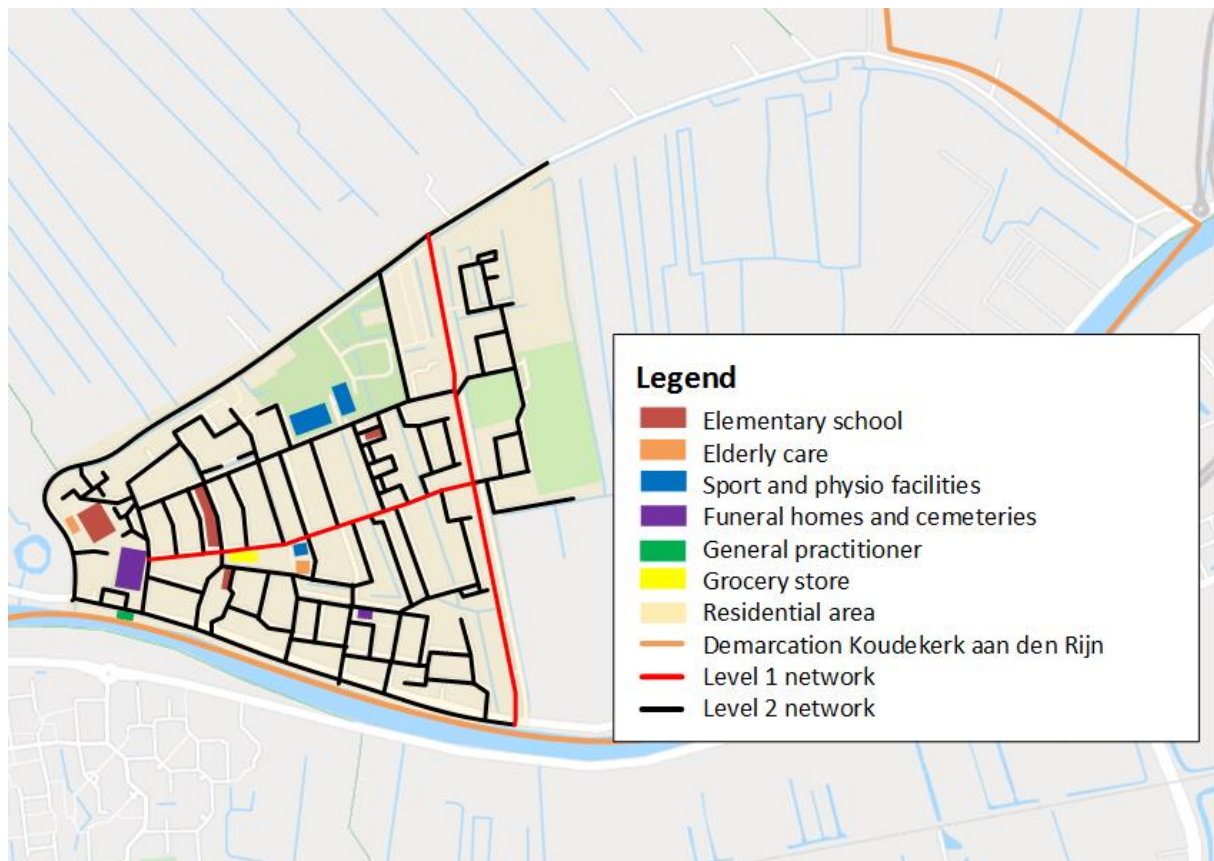 Legend
Elementary school
Elderly care
Sport and physio facilities
Funeral homes and cemeteries
General practitioner
Grocery store
Residential area
Demarcation Koudekerk aan den Rijn
Level 1 network
Level 2 network